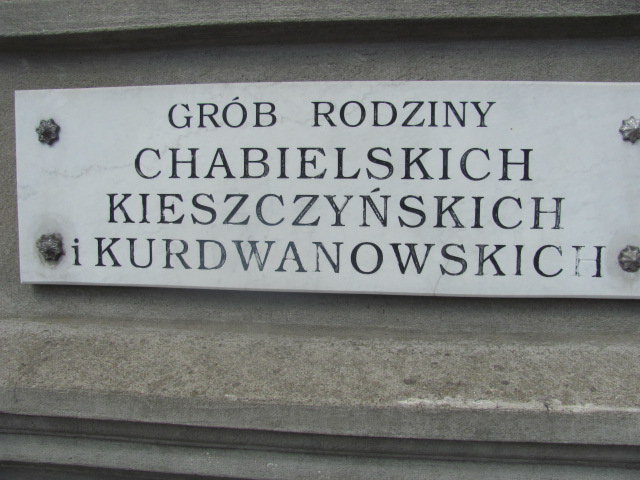 GRÓB RODZINY
CHABIELSKICH
KIESZCZYŃSKICH
i KURDWANOWSKICH